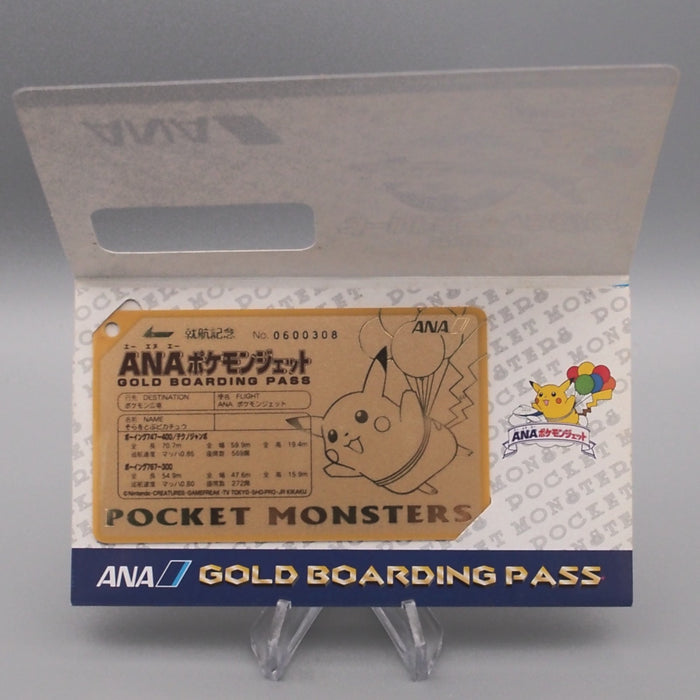 ANA
就航記念 No. 0600308
ANA
エー エヌ エー
ANAポケモンジェット
GOLD BOARDING PASS
行先 DESTINATION
ポケモン広場
便名 FLIGHT
ANA ポケモンジェット
名前 NAME
そらをとぶピカチュウ
ボーイング747-400/テクノジャンボ
全 長 70.7m 全 幅 59.9m 全 高 19.4m
巡航速度 マッハ0.85 座席数 569席
ボーイング767-300
全 長 54.9m 全 幅 47.6m 全 高 15.9m
巡航速度 マッハ0.80 座席数 272席
©Nintendo・CREATURES・GAMEFREAK・TV TOKYO・SHO-PRO・JR KIKAKU
POCKET MONSTERS
ANAポケモンジェット
POCKET MONSTERS
ANA GOLD BOARDING PASS